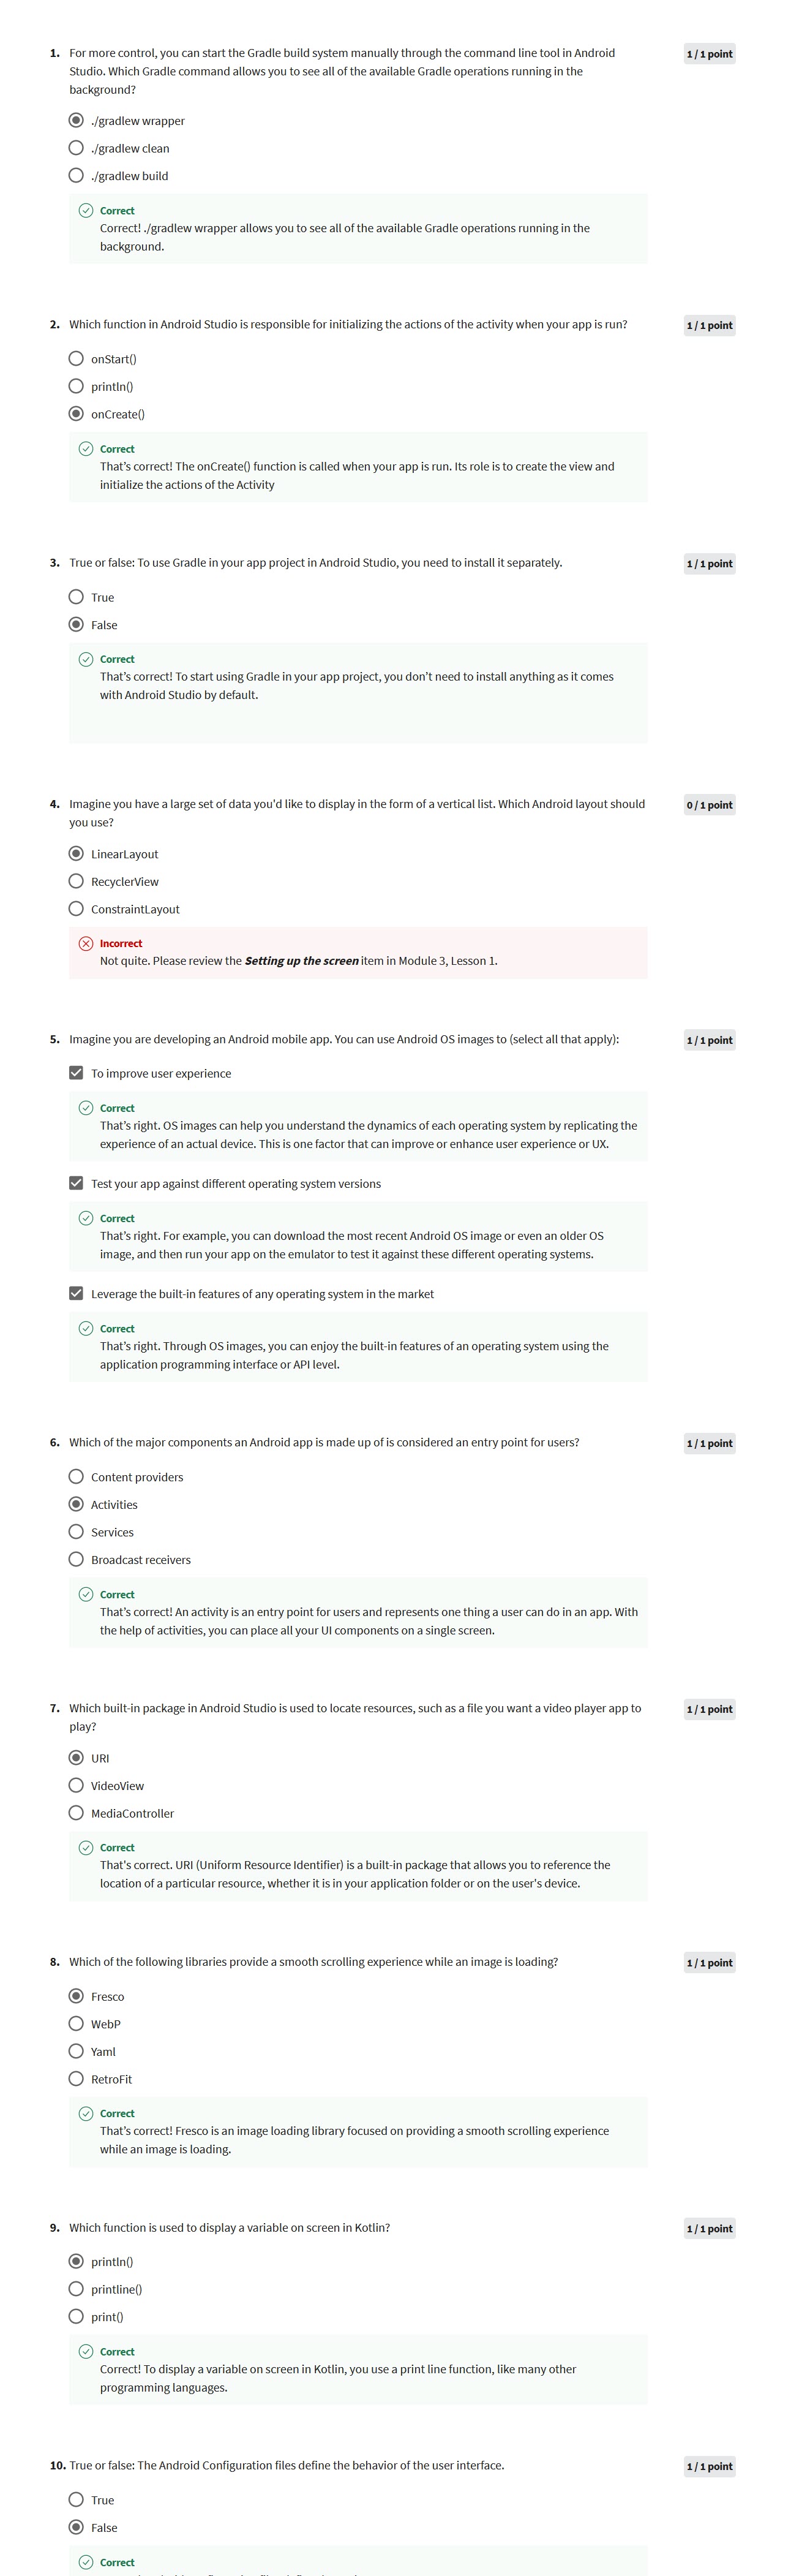 1. For more control, you can start the Gradle build system manually through the command line tool in Android
Studio. Which Gradle command allows you to see all of the available Gradle operations running in the
background?
1 / 1 point
./gradlew wrapper
./gradlew clean
./gradlew build
Correct
Correct! ./gradlew wrapper allows you to see all of the available Gradle operations running in the
background.
2. Which function in Android Studio is responsible for initializing the actions of the activity when your app is run?
1 / 1 point
onStart()
println()
onCreate()
Correct
That's correct! The onCreate() function is called when your app is run. Its role is to create the view and
initialize the actions of the Activity
3. True or false: To use Gradle in your app project in Android Studio, you need to install it separately.
1 / 1 point
True
False
Correct
That's correct! To start using Gradle in your app project, you don't need to install anything as it comes
with Android Studio by default.
4. Imagine you have a large set of data you'd like to display in the form of a vertical list. Which Android layout should
you use?
0 / 1 point
LinearLayout
RecyclerView
ConstraintLayout
Incorrect
Not quite. Please review the Setting up the screen item in Module 3, Lesson 1.
5. Imagine you are developing an Android mobile app. You can use Android OS images to (select all that apply):
1 / 1 point
To improve user experience
Correct
That's right. OS images can help you understand the dynamics of each operating system by replicating the
experience of an actual device. This is one factor that can improve or enhance user experience or UX.
Test your app against different operating system versions
Correct
That's right. For example, you can download the most recent Android OS image or even an older OS
image, and then run your app on the emulator to test it against these different operating systems.
Leverage the built-in features of any operating system in the market
Correct
That's right. Through OS images, you can enjoy the built-in features of an operating system using the
application programming interface or API level.
6. Which of the major components an Android app is made up of is considered an entry point for users?
1 / 1 point
Content providers
Activities
Services
Broadcast receivers
Correct
That's correct! An activity is an entry point for users and represents one thing a user can do in an app. With
the help of activities, you can place all your UI components on a single screen.
7. Which built-in package in Android Studio is used to locate resources, such as a file you want a video player app to
play?
1 / 1 point
URI
VideoView
MediaController
Correct
That's correct. URI (Uniform Resource Identifier) is a built-in package that allows you to reference the
location of a particular resource, whether it is in your application folder or on the user's device.
8. Which of the following libraries provide a smooth scrolling experience while an image is loading?
1 / 1 point
Fresco
WebP
Yaml
RetroFit
Correct
That's correct! Fresco is an image loading library focused on providing a smooth scrolling experience
while an image is loading.
9. Which function is used to display a variable on screen in Kotlin?
1 / 1 point
println()
printline()
print()
Correct
Correct! To display a variable on screen in Kotlin, you use a print line function, like many other
programming languages.
10. True or false: The Android Configuration files define the behavior of the user interface.
1 / 1 point
True
False
Correct